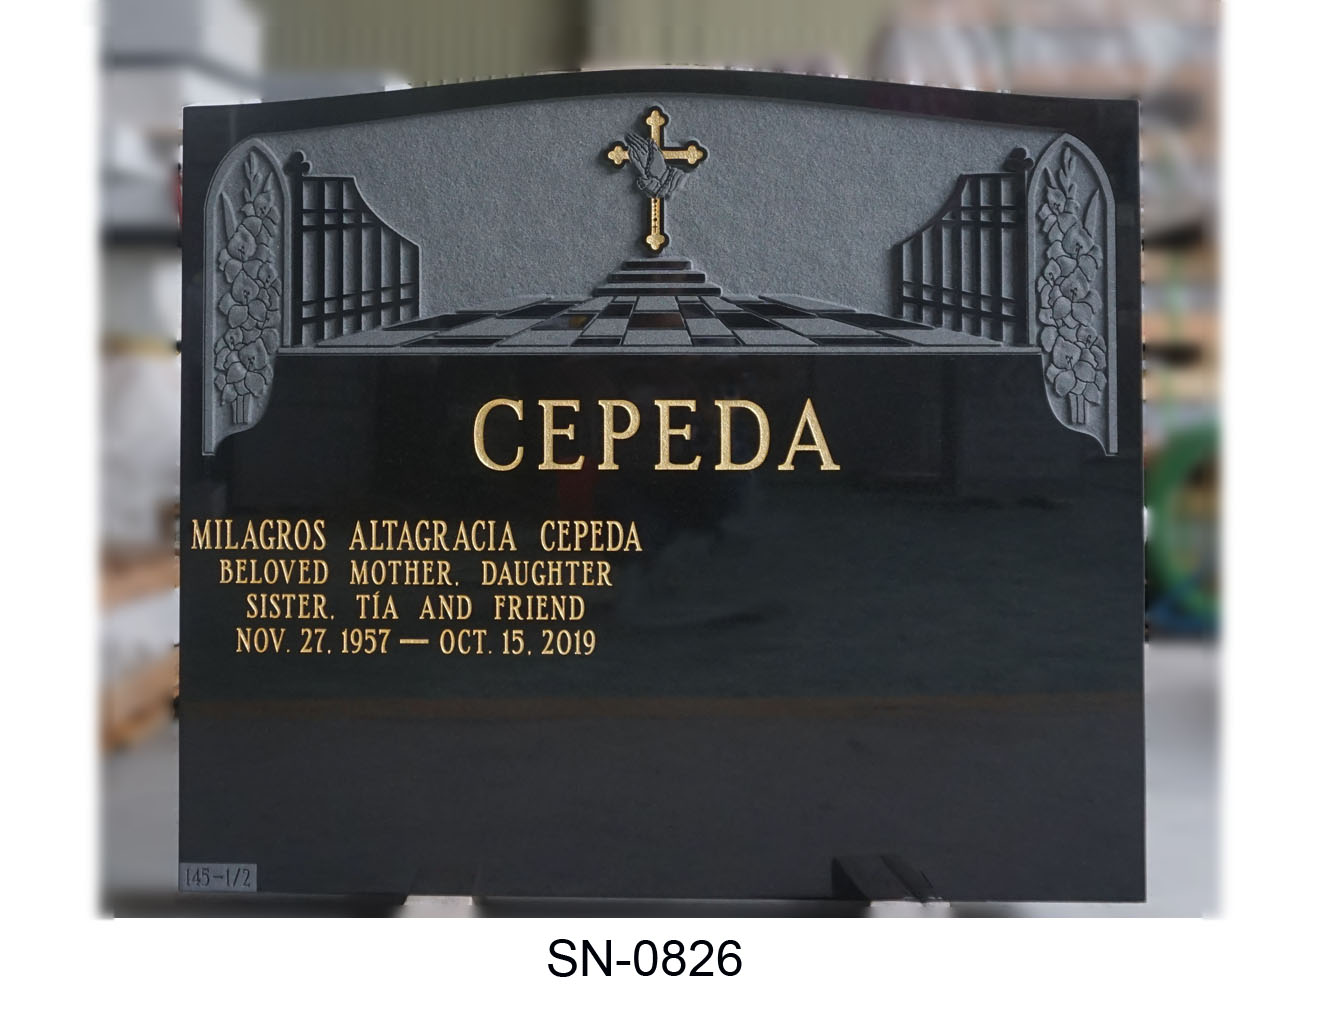 CEPEDA
MILAGROS ALTAGRACIA CEPEDA
BELOVED MOTHER, DAUGHTER
SISTER, TÍA AND FRIEND
NOV. 27, 1957 — OCT. 15, 2019
145-1/2
SN-0826